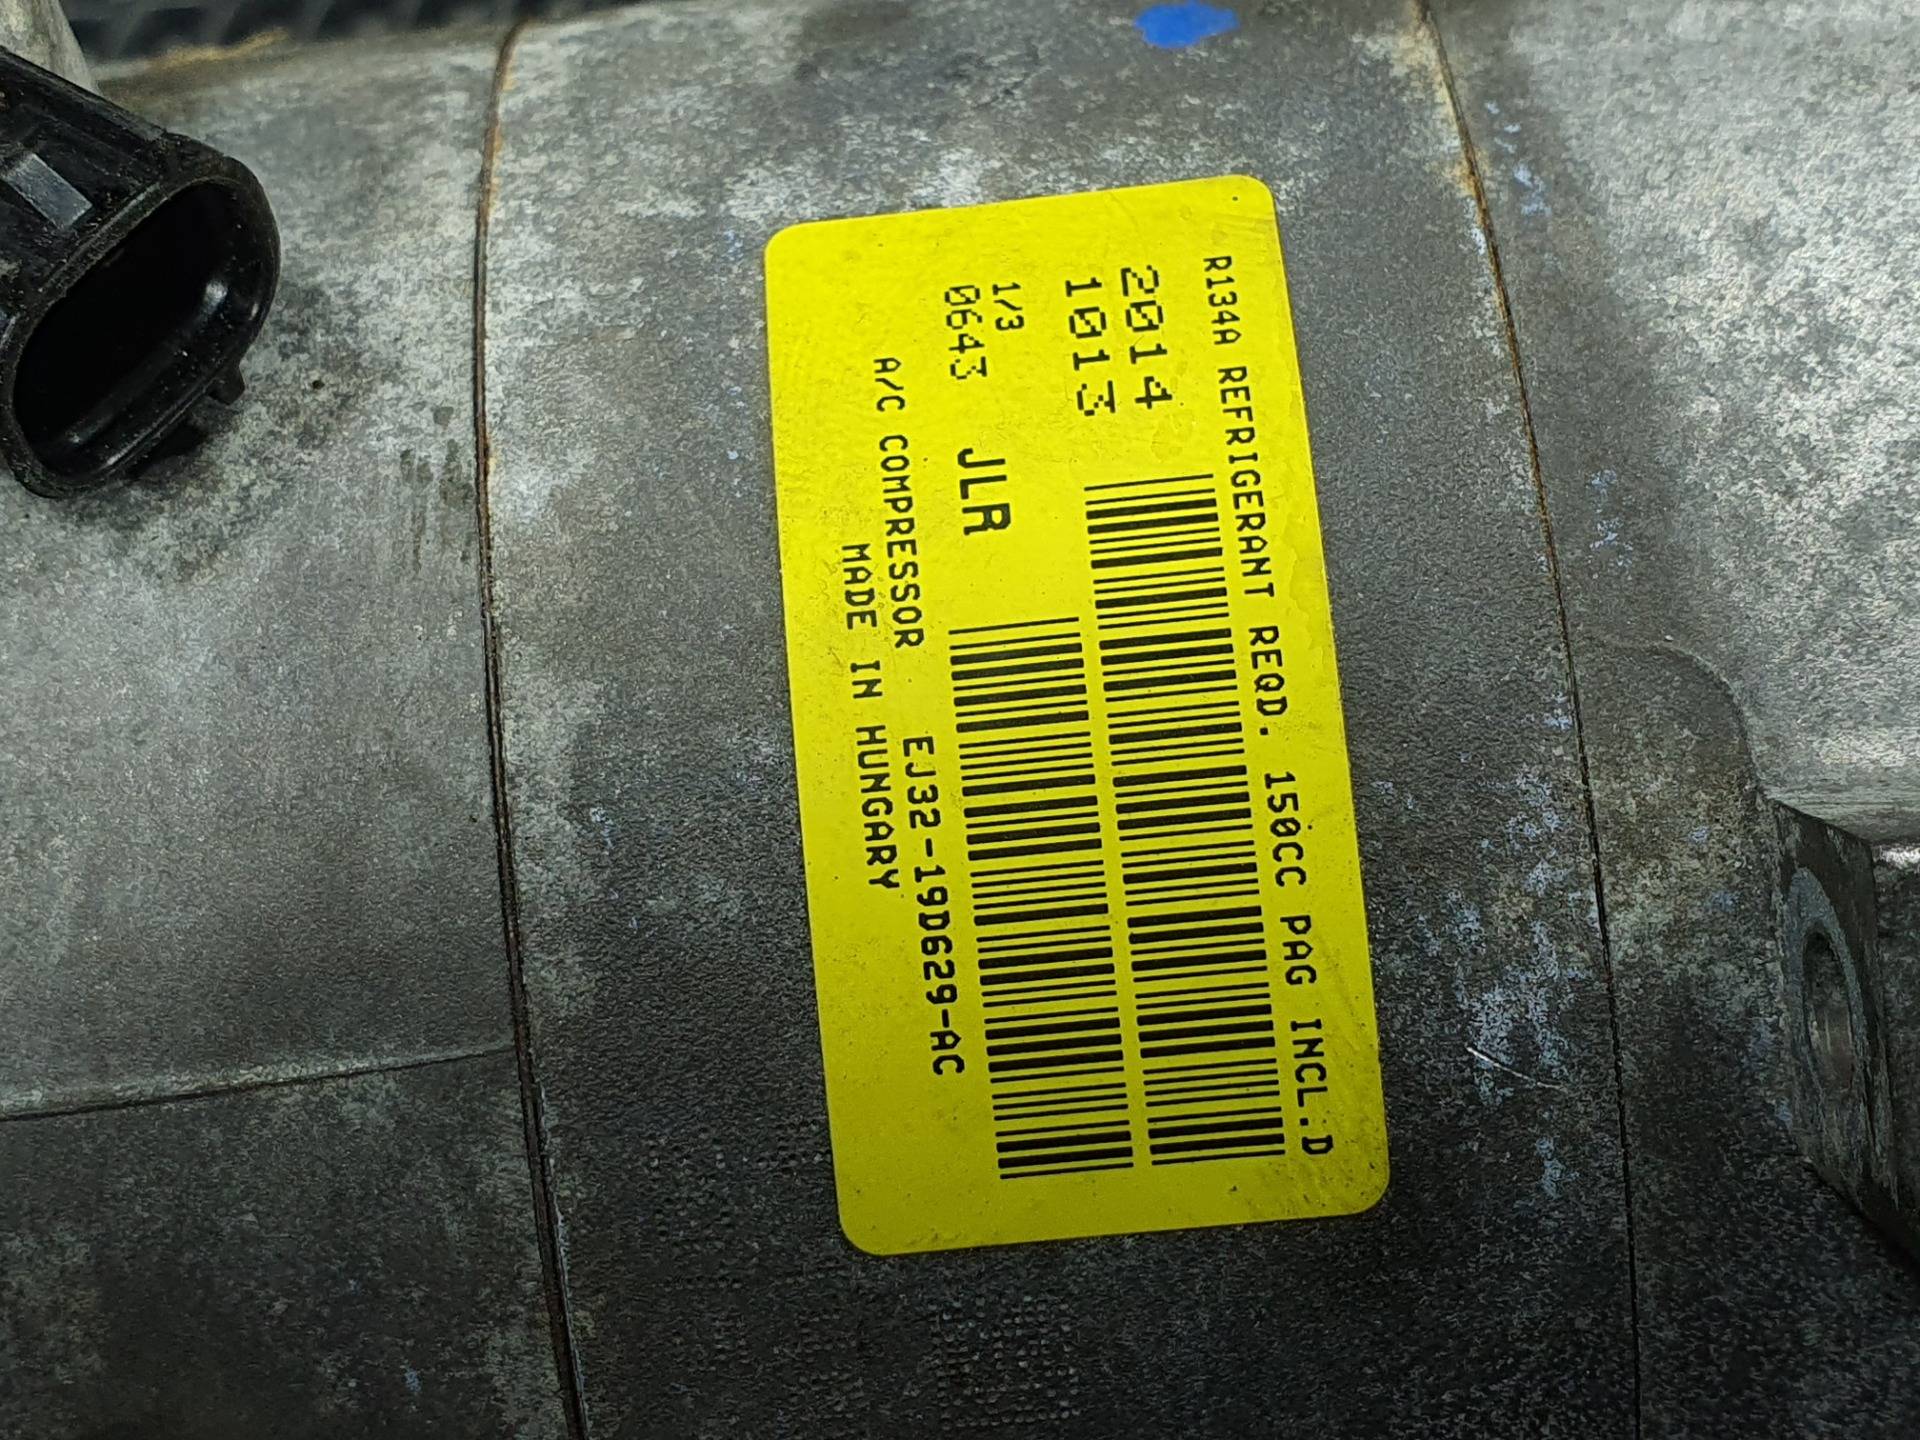 R134A REFRIGERANT REQD. 150CC PAG INCL.D
2014
1013
1/3
0643 JLR
A/C COMPRESSOR EJ32-19D629-AC
MADE IN HUNGARY